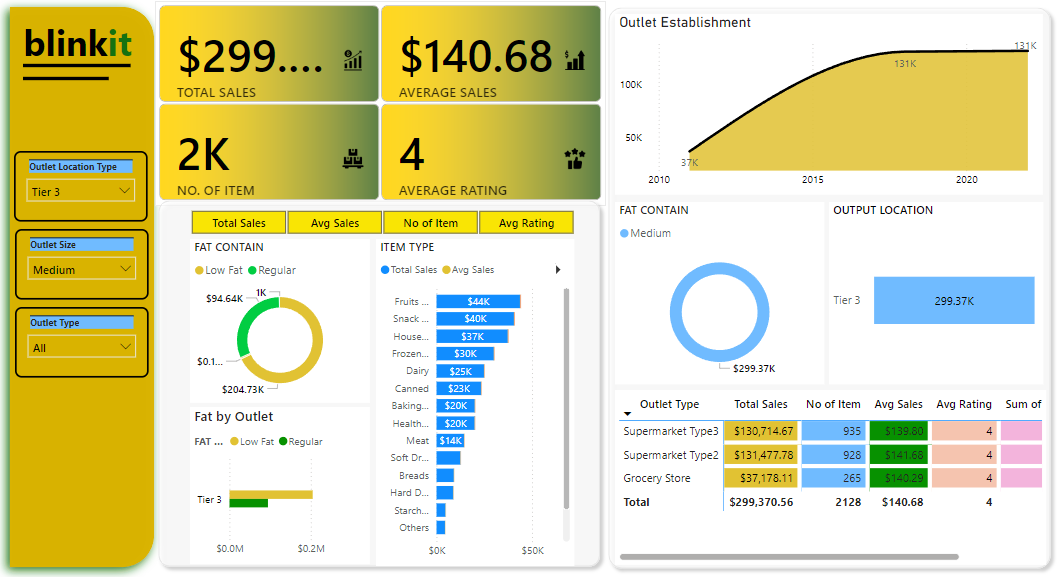 blinkit
Outlet Location Type
Tier 3
Outlet Size
Medium
Outlet Type
All
$299....
TOTAL SALES
$140.68
AVERAGE SALES
2K
NO. OF ITEM
4
AVERAGE RATING
Total Sales
Avg Sales
No of Item
Avg Rating
FAT CONTAIN
Low Fat Regular
1K
$94.64K
$0.1...
$204.73K
Fat by Outlet
FAT ... Low Fat Regular
Tier 3
$0.0M $0.2M
ITEM TYPE
Total Sales Avg Sales
Fruits ... $44K
Snack ... $40K
House... $37K
Frozen... $30K
Dairy $25K
Canned $23K
Baking... $20K
Health... $20K
Meat $14K
Soft Dr...
Breads
Hard D...
Starch...
Others
$0K $50K
Outlet Establishment
131K
131K
100K
50K
37K
2010 2015 2020
FAT CONTAIN
Medium
$299.37K
OUTPUT LOCATION
Tier 3 299.37K
Outlet Type Total Sales No of Item Avg Sales Avg Rating Sum of
Supermarket Type3 $130,714.67 935 $139.80 4
Supermarket Type2 $131,477.78 928 $141.68 4
Grocery Store $37,178.11 265 $140.29 4
Total $299,370.56 2128 $140.68 4